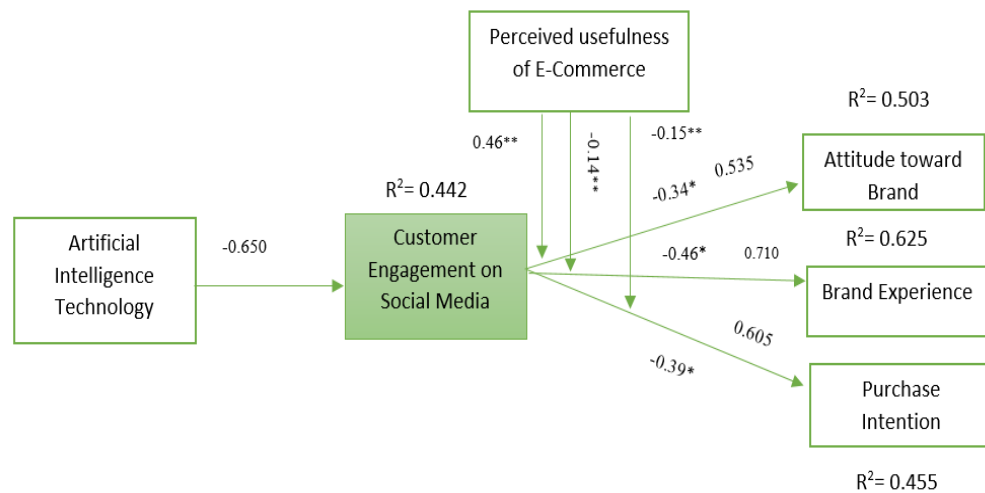 Perceived usefulness
of E-Commerce
R²= 0.503
0.46**
-0.14**
-0.15**
Attitude toward
Brand
0.535
-0.34*
R²= 0.442
Artificial
Intelligence
Technology
-0.650
Customer
Engagement on
Social Media
R²= 0.625
-0.46*
0.710
Brand Experience
0.605
-0.39*
Purchase
Intention
R²= 0.455